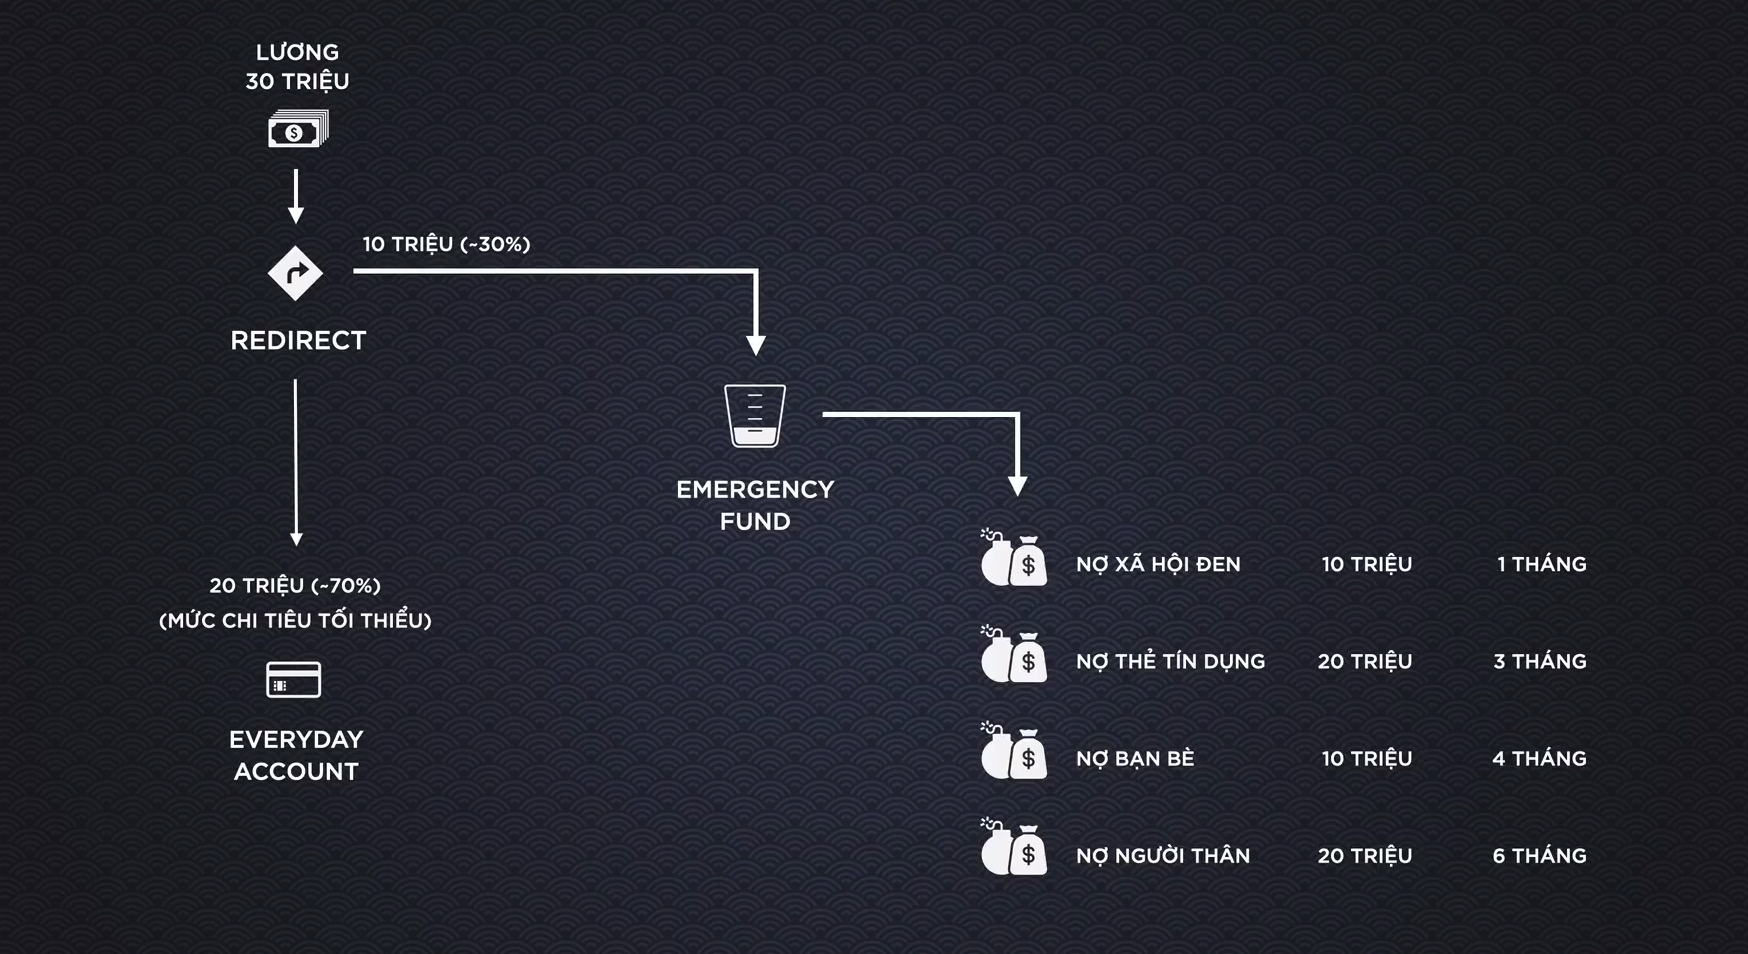 LƯƠNG
30 TRIỆU
10 TRIỆU (~30%)
REDIRECT
EMERGENCY
FUND
20 TRIỆU (~70%)
(MỨC CHI TIÊU TỐI THIỂU)
EVERYDAY
ACCOUNT
NỢ XÃ HỘI ĐEN 10 TRIỆU 1 THÁNG
NỢ THẺ TÍN DỤNG 20 TRIỆU 3 THÁNG
NỢ BẠN BÈ 10 TRIỆU 4 THÁNG
NỢ NGƯỜI THÂN 20 TRIỆU 6 THÁNG